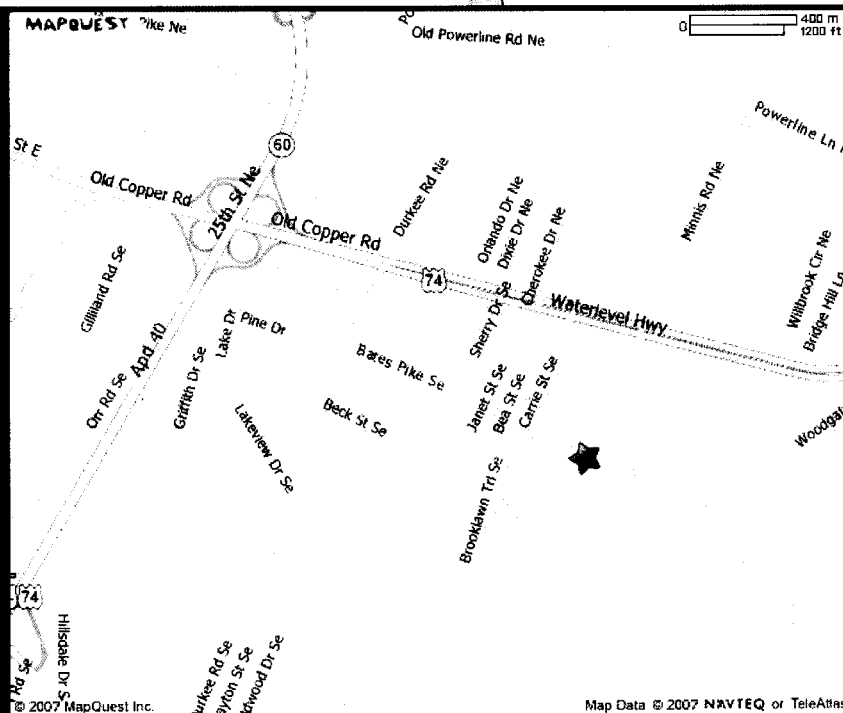 MAPQUEST Pike Ne
Old Powerline Rd Ne
0 400 m
1200 ft
Powerline Ln
60
St E
Old Copper Rd
25th St Ne
Old Copper Rd
Durkee Rd Ne
Orlando Dr Ne
Dixie Dr Ne
Cherokee Dr Ne
Minnis Rd Ne
Willbrook Cir Ne
Bridge Hill Ln
74
Waterlevel Hwy
Gilliland Rd Se
Apd 40
Orr Rd Se
Griffith Dr Se
Lake Dr
Pine Dr
Lakeview Dr Se
Bates Pike Se
Beck St Se
Sherry Dr Se
Janet St Se
Bea St Se
Carrie St Se
Brooklawn Trl Se
74
Hillsdale Dr
Rd Se
© 2007 MapQuest Inc.
Map Data © 2007 NAVTEQ or TeleAtlas